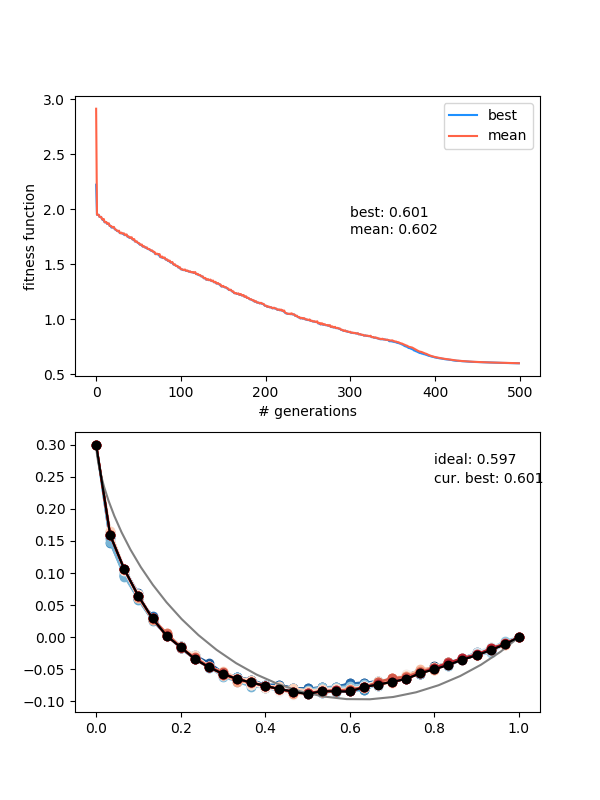 3.0
2.5
2.0
1.5
1.0
0.5
fitness function
best
mean
best: 0.601
mean: 0.602
0 100 200 300 400 500
# generations
0.30
0.25
0.20
0.15
0.10
0.05
0.00
−0.05
−0.10
ideal: 0.597
cur. best: 0.601
0.0 0.2 0.4 0.6 0.8 1.0